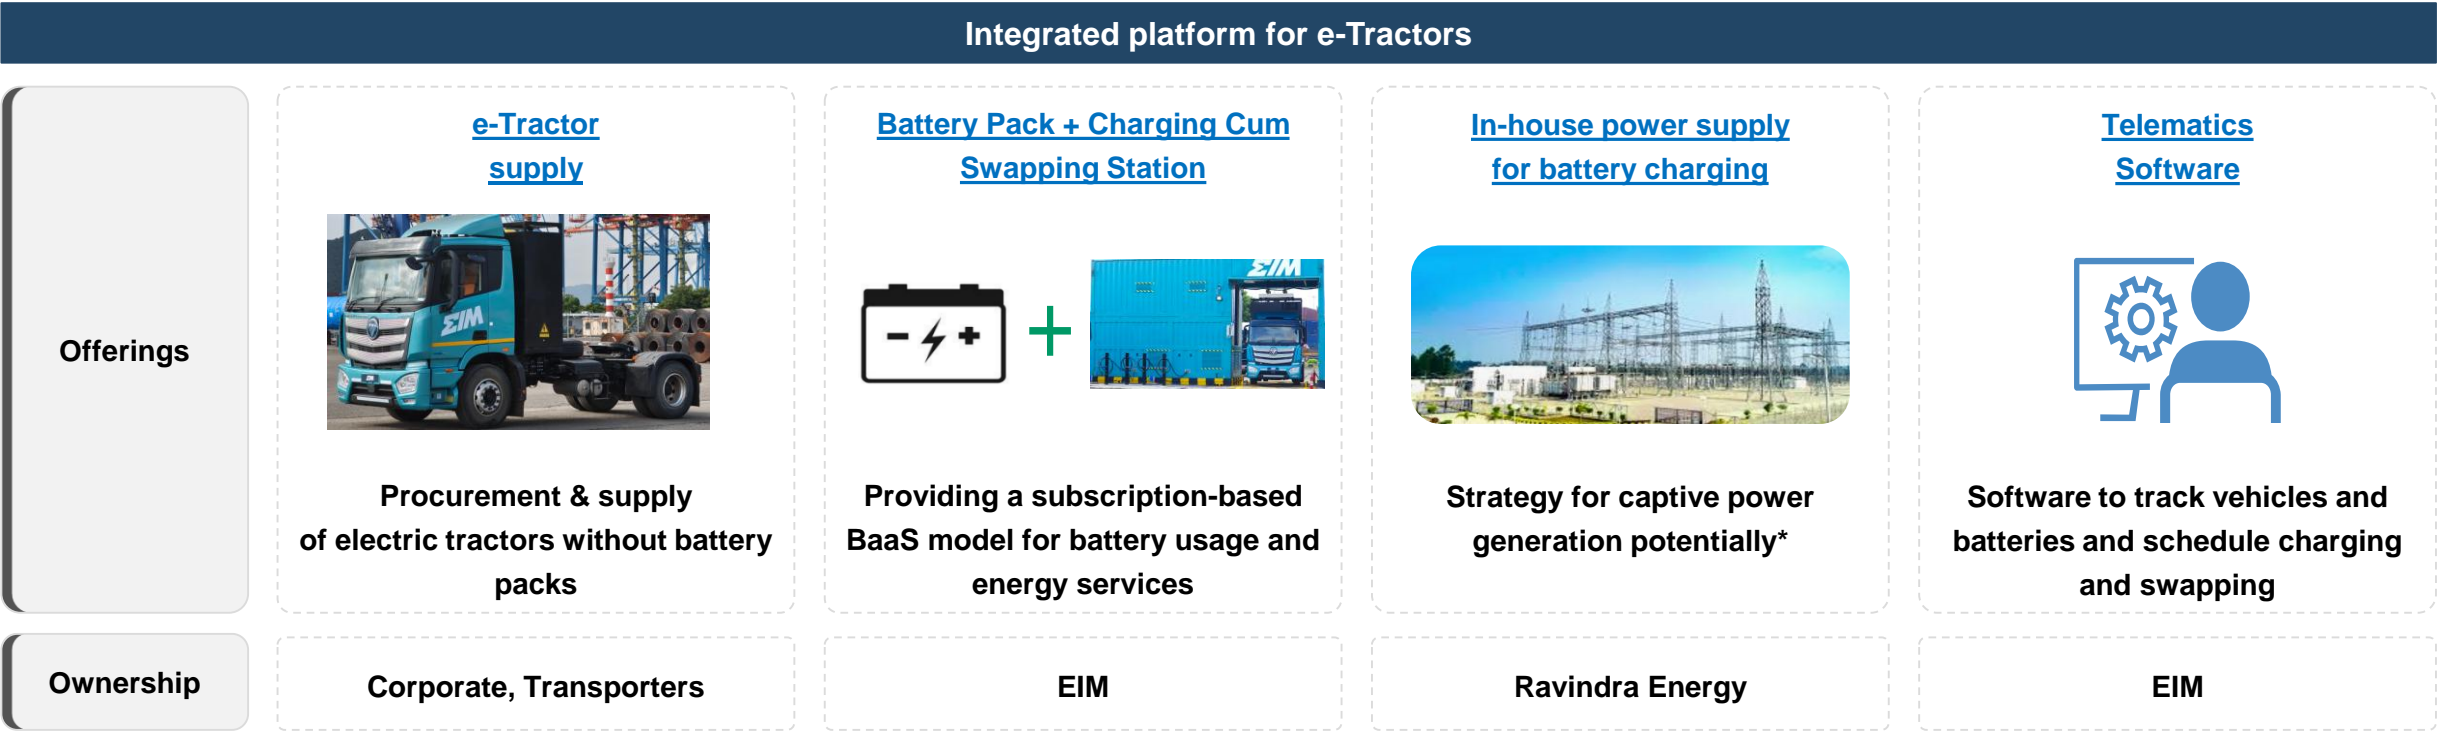 Integrated platform for e-Tractors
Offerings
e-Tractor
supply
EIM
Procurement & supply
of electric tractors without battery
packs
Battery Pack + Charging Cum
Swapping Station
EIM
Providing a subscription-based
BaaS model for battery usage and
energy services
In-house power supply
for battery charging
Strategy for captive power
generation potentially*
Telematics
Software
Software to track vehicles and
batteries and schedule charging
and swapping
Ownership
Corporate, Transporters
EIM
Ravindra Energy
EIM